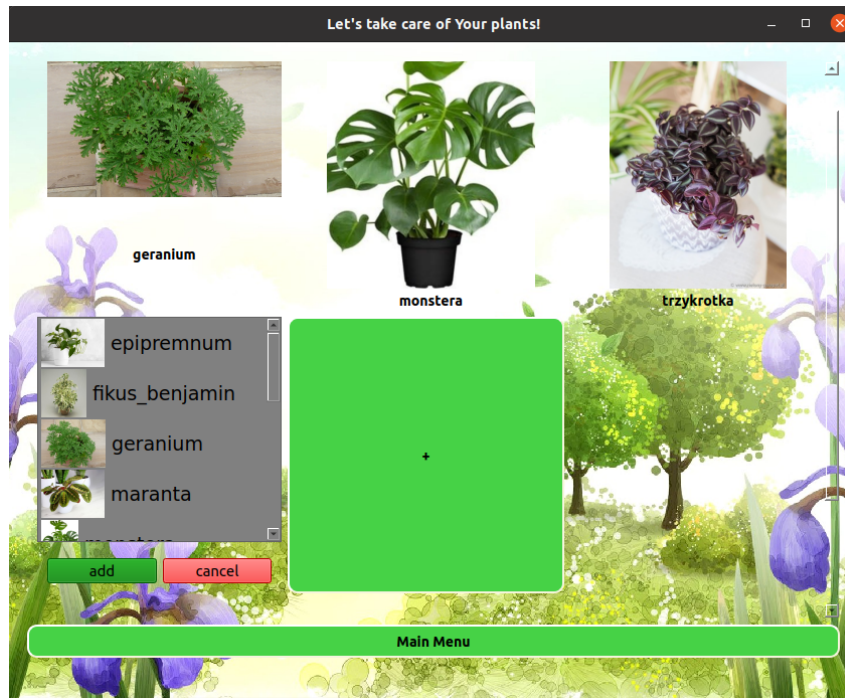 Let's take care of Your plants!
geranium
monstera
trzykrotka
epipremnum
fikus_benjamin
geranium
maranta
+
add
cancel
Main Menu